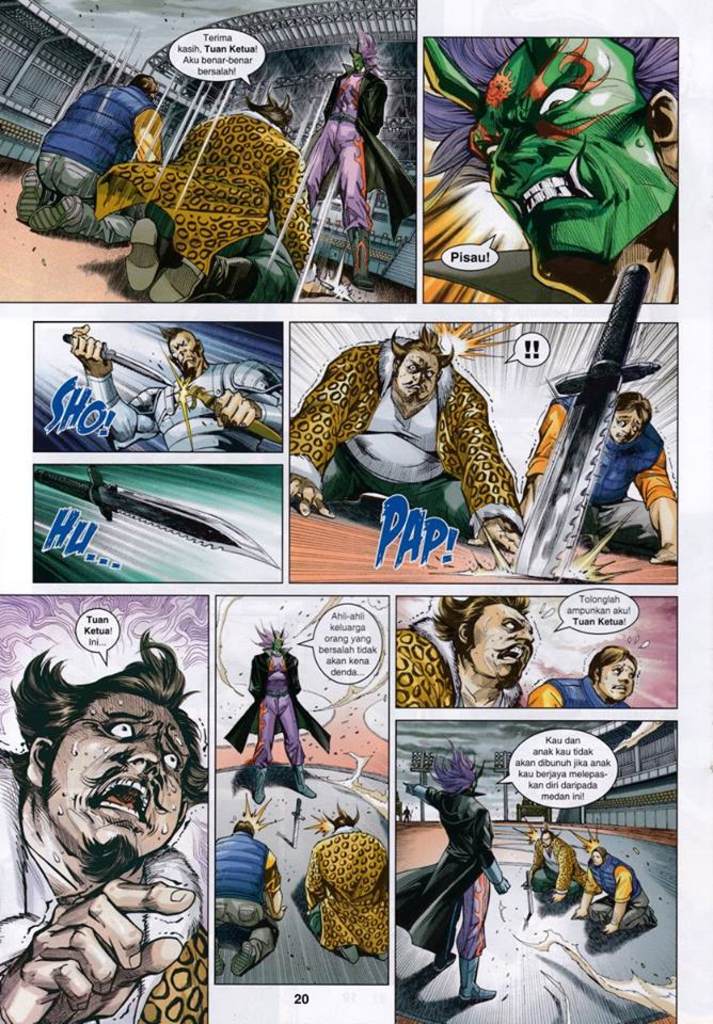 Terima
kasih, Tuan Ketua!
Aku benar-benar
bersalah!
Pisau!
SHO!
!!
HU...
PAP!
Tuan
Ketua!
Ini...
Ahli-ahli
keluarga
orang yang
bersalah tidak
akan kena
denda...
Tolonglah
ampunkan aku!
Tuan Ketua!
Kau dan
anak kau tidak
akan dibunuh jika
kau berjaya melepas-
kan diri daripada
medan ini!
20